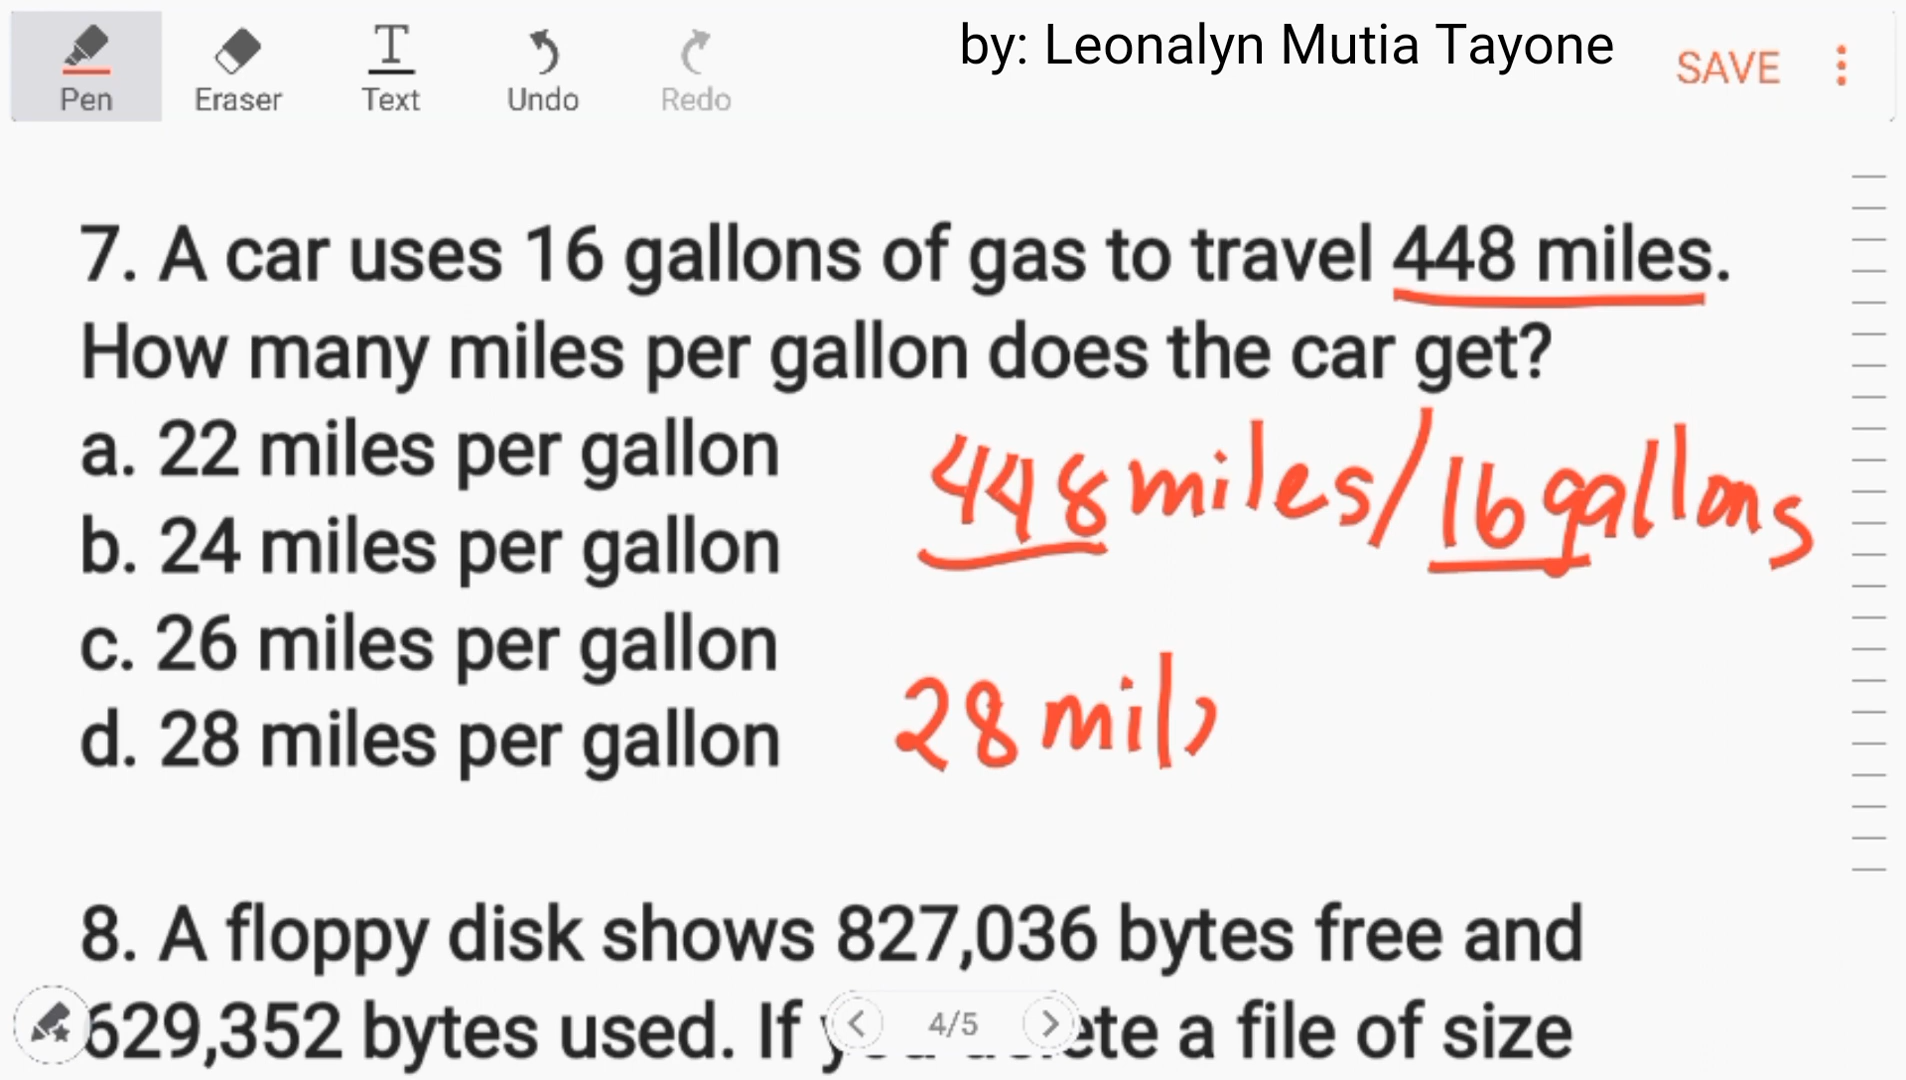 by: Leonalyn Mutia Tayone
SAVE
Pen
Eraser
Text
Undo
Redo
7. A car uses 16 gallons of gas to travel 448 miles.
How many miles per gallon does the car get?
a. 22 miles per gallon
b. 24 miles per gallon
c. 26 miles per gallon
d. 28 miles per gallon
448 miles/16 gallons
28 mil
8. A floppy disk shows 827,036 bytes free and
629,352 bytes used. If a file of size
4/5